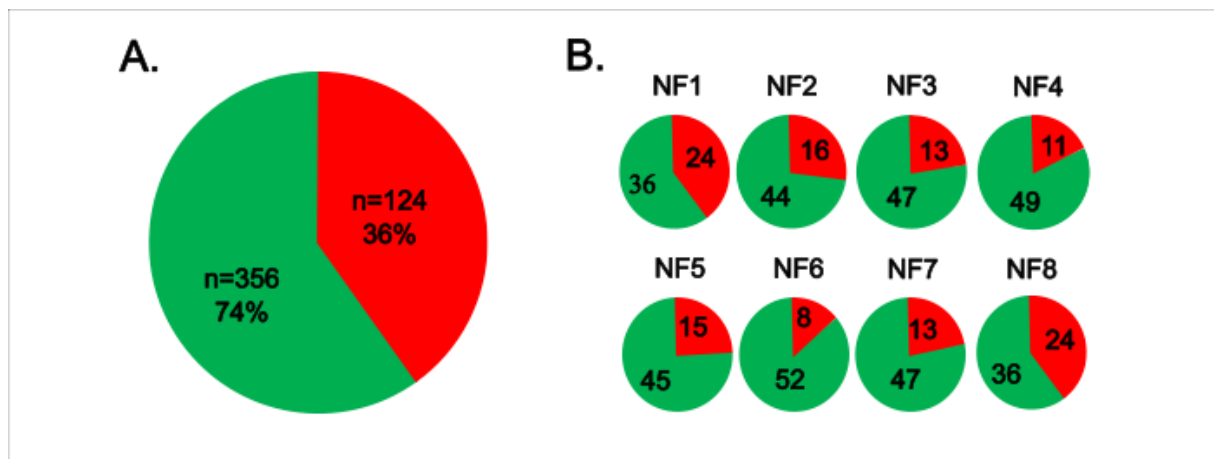 A.
n=124
36%
n=356
74%
B.
NF1 NF2 NF3 NF4
24 16 13 11
36 44 47 49
NF5 NF6 NF7 NF8
15 8 13 24
45 52 47 36